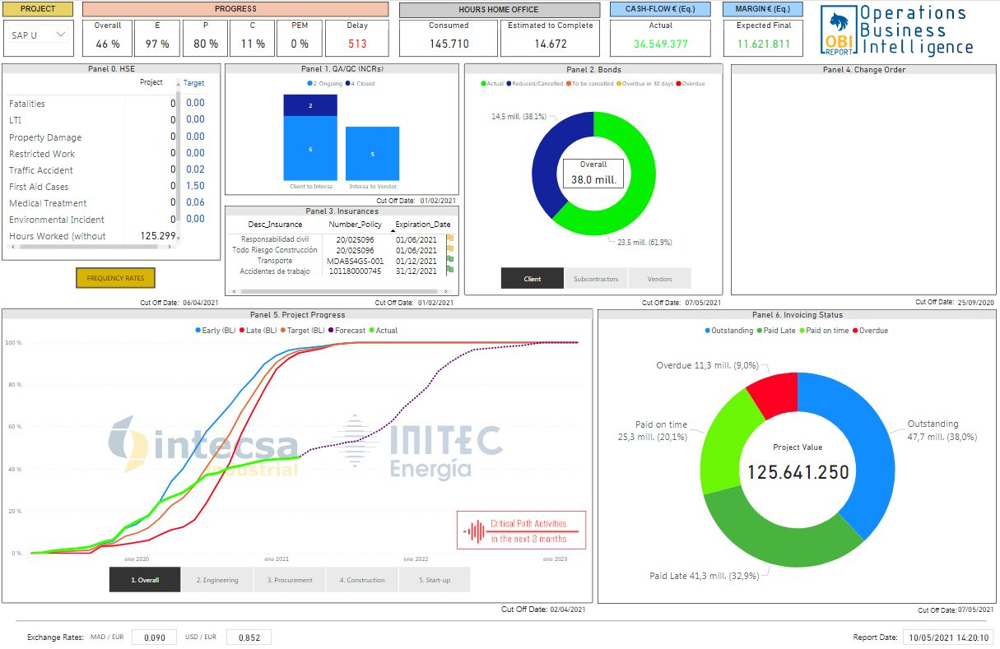 PROJECT
SAP U
PROGRESS
Overall E P C PEM Delay
46 % 97 % 80 % 11 % 0 % 513
HOURS HOME OFFICE
Consumed Estimated to Complete
145.710 14.672
CASH-FLOW € (Eq.)
Actual
34.549.377
MARGIN € (Eq.)
Expected Final
11.621.811
OBI
REPORT
Operations
Business
Intelligence
Panel 0. HSE
Project Target
Fatalities 0 0,00
LTI 0 0,00
Property Damage 0 0,00
Restricted Work 0 0,00
Traffic Accident 0 0,02
First Aid Cases 0 1,50
Medical Treatment 0 0,06
Environmental Incident 0 0,00
Hours Worked (without 125.299
FREQUENCY RATES
Cut Off Date: 06/04/2021
Panel 1. QA/QC (NCRs)
2 Ongoing 4 Closed
2
6
5
Client to Intecsa Intecsa to Vendor
Cut Off Date: 01/02/2021
Panel 3. Insurances
Desc_Insurance Number_Policy Expiration_Date
Responsabilidad civil 20/025096 01/06/2021
Todo Riesgo Construcción 20/025096 01/06/2021
Transporte MDABS4GS-001 01/12/2021
Accidentes de trabajo 101180000745 31/12/2021
Cut Off Date: 01/02/2021
Panel 2. Bonds
Actual Reduced/Cancelled To be cancelled Overdue in 30 days Overdue
14,5 mill. (38,1%)
Overall
38,0 mill.
23,5 mill. (61,9%)
Client Subcontractors Vendors
Cut Off Date: 07/05/2021
Panel 4. Change Order
Cut Off Date: 25/09/2020
Panel 5. Project Progress
Early (BL) Late (BL) Target (BL) Forecast Actual
100 %
80 %
60 %
40 %
20 %
0 %
intecsa
industrial
INITEC
Energía
Critical Path Activities
in the next 2 months
ene 2020 ene 2021 ene 2022 ene 2023
1. Overall 2. Engineering 3. Procurement 4. Construction 5. Start-up
Cut Off Date: 02/04/2021
Panel 6. Invoicing Status
Outstanding Paid Late Paid on time Overdue
Overdue 11,3 mill. (9,0%)
Paid on time
25,3 mill. (20,1%)
Outstanding
47,7 mill. (38,0%)
Project Value
125.641.250
Paid Late 41,3 mill. (32,9%)
Cut Off Date: 07/05/2021
Exchange Rates: MAD / EUR 0,090 USD / EUR 0,852
Report Date: 10/05/2021 14:20:10